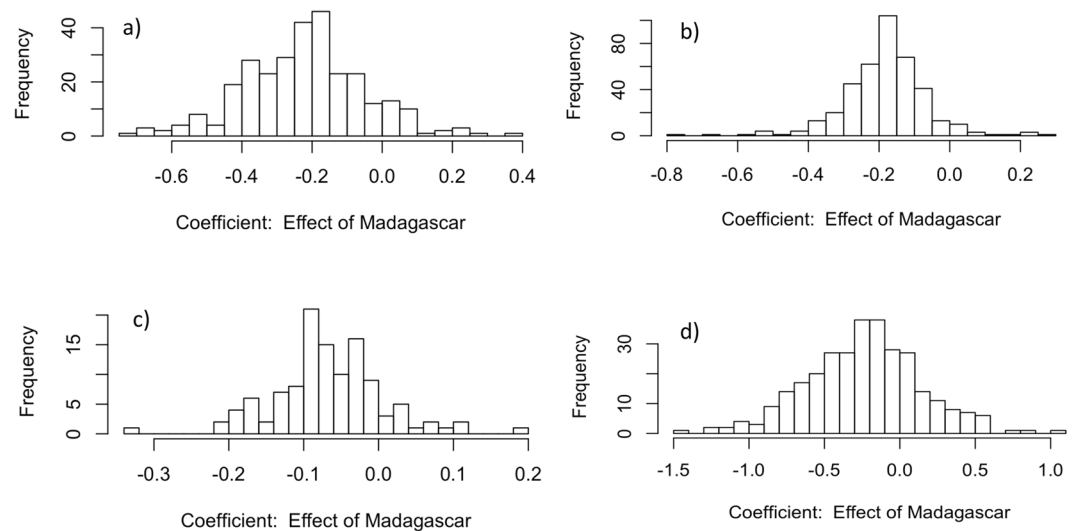 a)
Frequency
0 20 40
-0.6 -0.4 -0.2 0.0 0.2 0.4
Coefficient: Effect of Madagascar
b)
Frequency
0 40 80
-0.8 -0.6 -0.4 -0.2 0.0 0.2
Coefficient: Effect of Madagascar
c)
Frequency
0 5 15
-0.3 -0.2 -0.1 0.0 0.1 0.2
Coefficient: Effect of Madagascar
d)
Frequency
0 10 30
-1.5 -1.0 -0.5 0.0 0.5 1.0
Coefficient: Effect of Madagascar